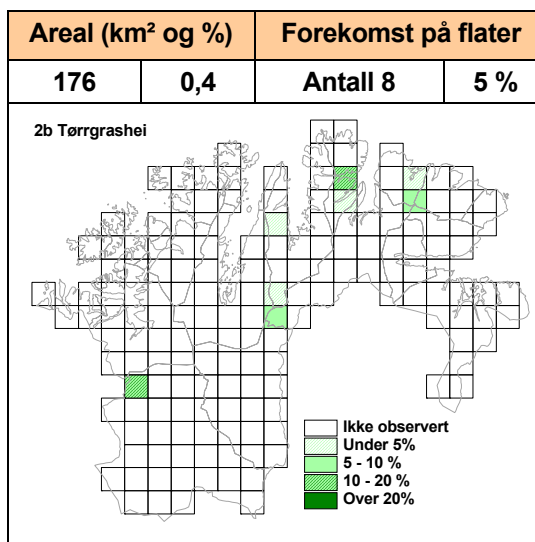 Areal (km² og %) Forekomst på flater
176 0,4 Antall 8 5 %
2b Tørrgrashei
Ikke observert
Under 5%
5 - 10 %
10 - 20 %
Over 20%